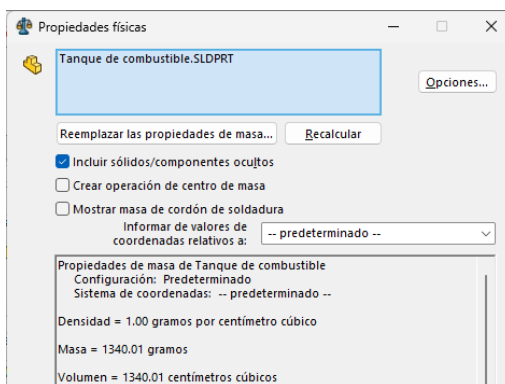 Propiedades físicas
Tanque de combustible.SLDPRT
Opciones...
Reemplazar las propiedades de masa...
Recalcular
Incluir sólidos/componentes ocultos
Crear operación de centro de masa
Mostrar masa de cordón de soldadura
Informar de valores de
coordenadas relativos a:
-- predeterminado --
Propiedades de masa de Tanque de combustible
Configuración: Predeterminado
Sistema de coordenadas: -- predeterminado --
Densidad = 1.00 gramos por centímetro cúbico
Masa = 1340.01 gramos
Volumen = 1340.01 centímetros cúbicos